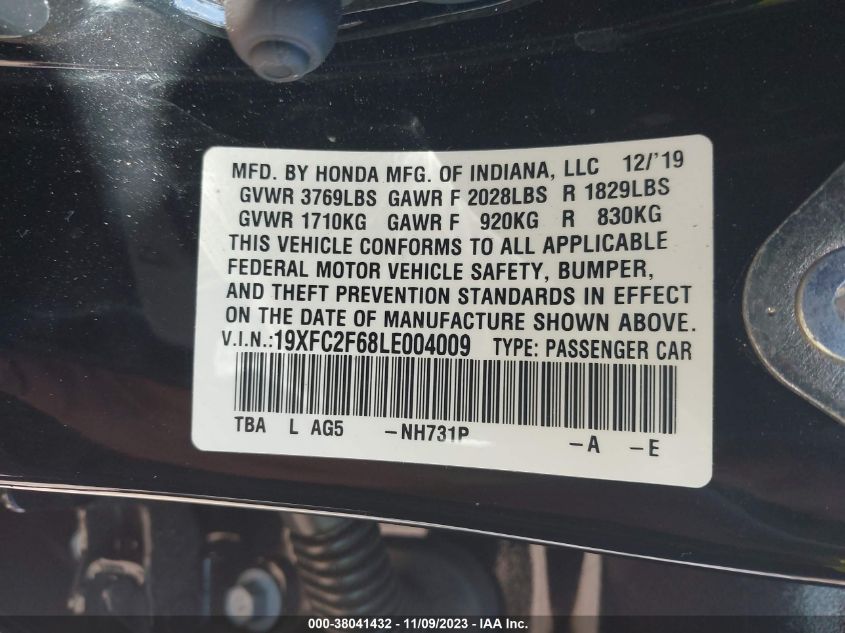 MFD. BY HONDA MFG. OF INDIANA, LLC 12/'19
GVWR 3769LBS GAWR F 2028LBS R 1829LBS
GVWR 1710KG GAWR F 920KG R 830KG
THIS VEHICLE CONFORMS TO ALL APPLICABLE
FEDERAL MOTOR VEHICLE SAFETY, BUMPER,
AND THEFT PREVENTION STANDARDS IN EFFECT
ON THE DATE OF MANUFACTURE SHOWN ABOVE.
V.I.N.:19XFC2F68LE004009 TYPE: PASSENGER CAR
TBA L AG5 -NH731P -A -E
000-38041432 - 11/09/2023 - IAA Inc.